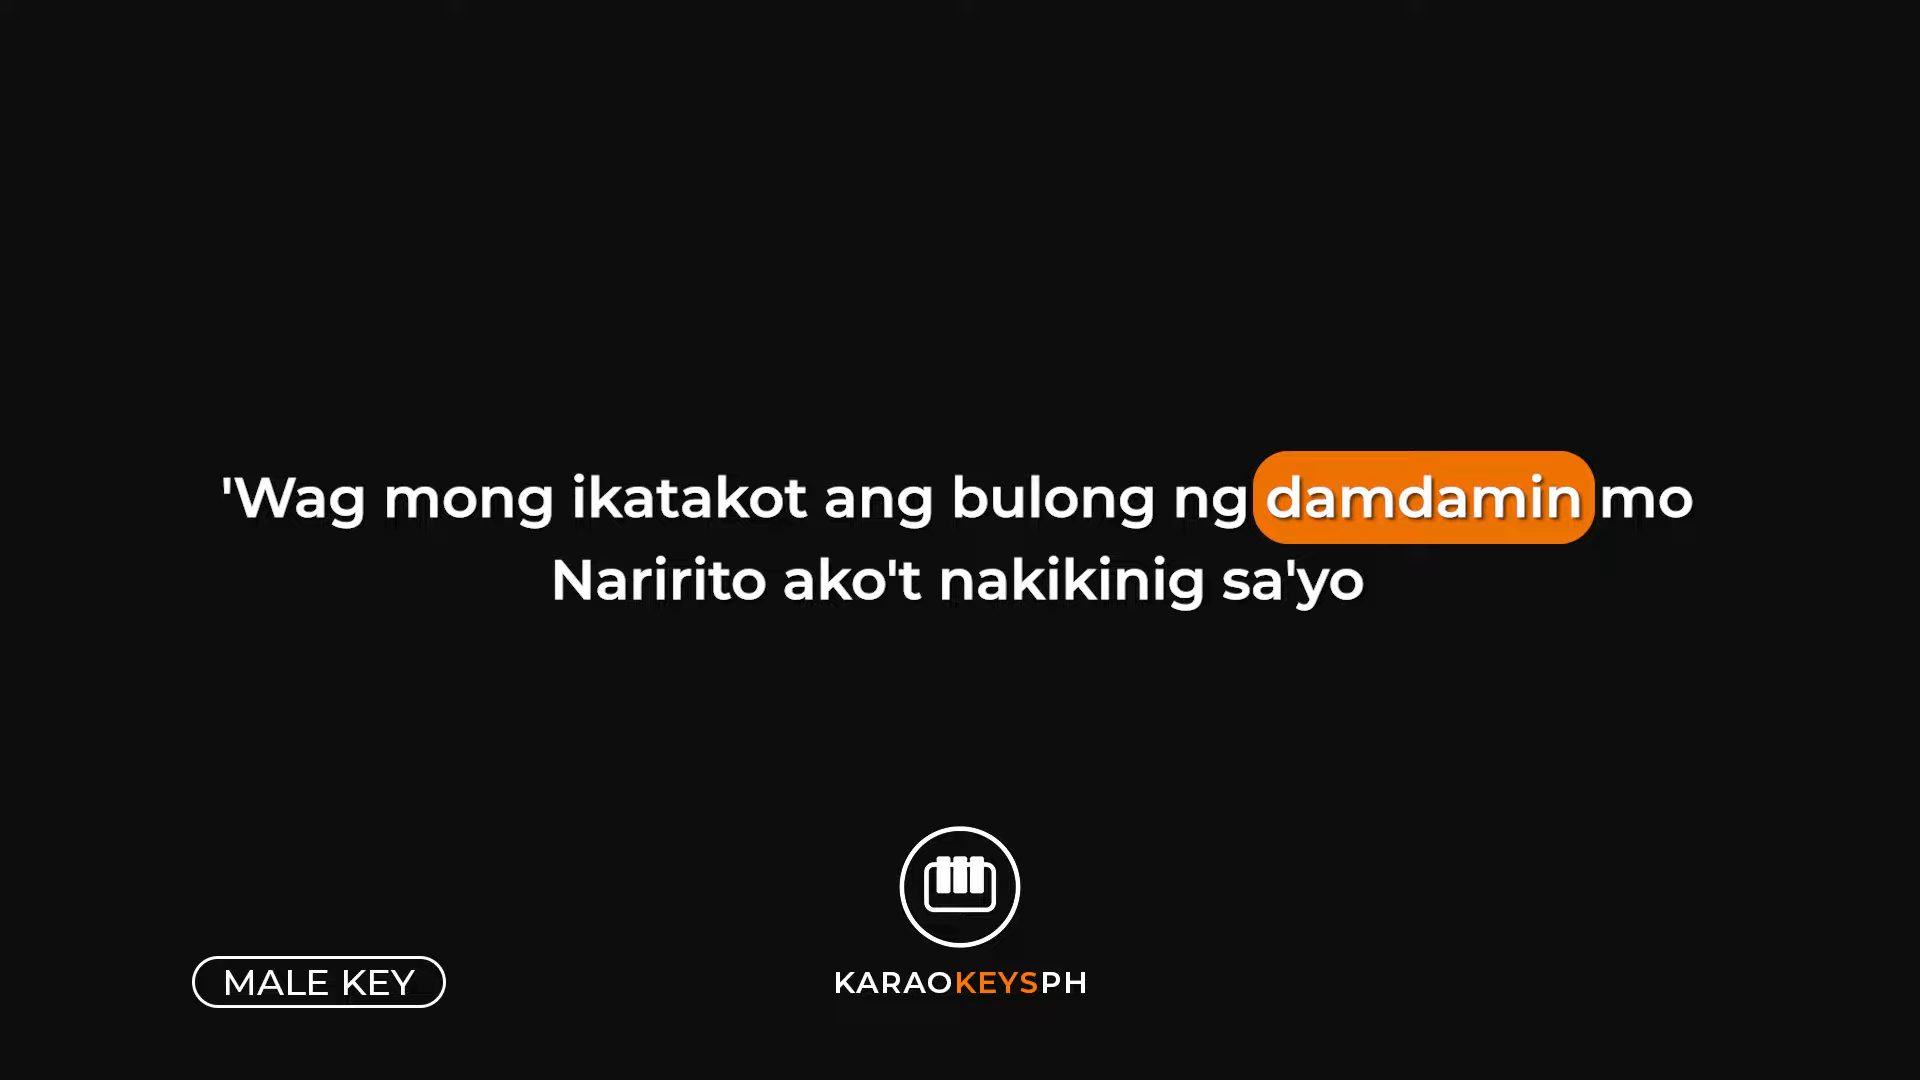 'Wag mong ikatakot ang bulong ng damdamin mo
Naririto ako't nakikinig sa'yo
MALE KEY
KARAOKEYSPH